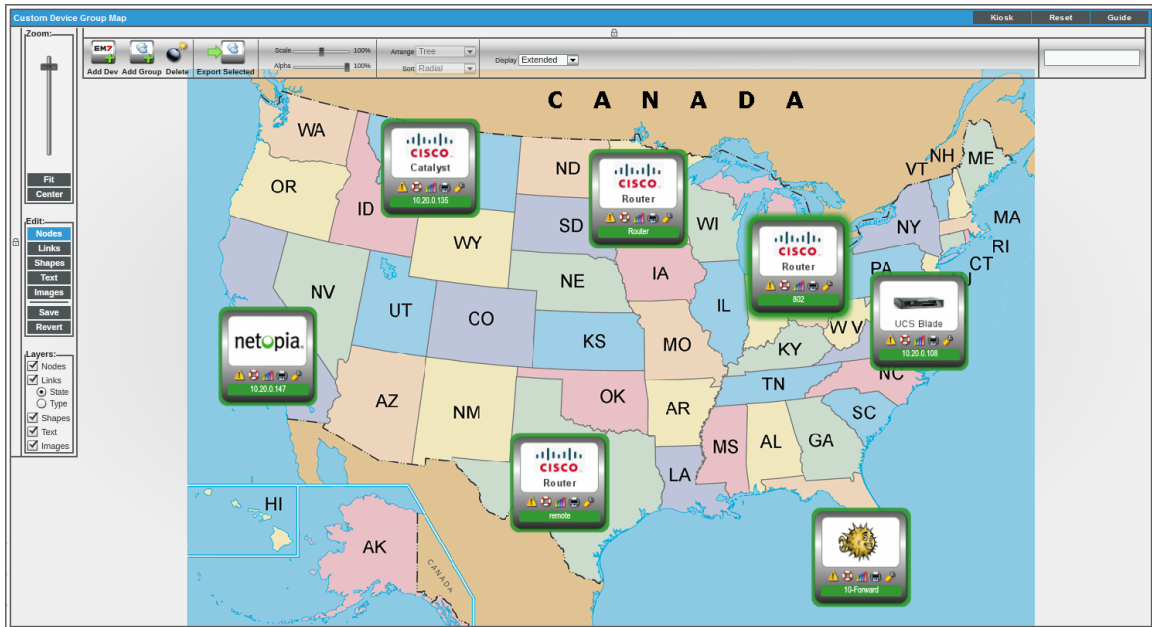 Custom Device Group Map
Kiosk Reset Guide
Zoom:
Fit
Center
Edit:
Nodes
Links
Shapes
Text
Images
Save
Revert
Layers:
Nodes
Links
State
Type
Shapes
Text
Images
EM7
Add Dev Add Group Delete Export Selected
Scale 100%
Alpha 100%
Arrange Tree
Sort Radial
Display Extended
CANADA
WA
OR
ID
ND
SD
WY
NE
NV
UT
CO
KS
AZ
NM
OK
IA
MO
AR
LA
MS
AL
GA
TN
KY
IL
WI
Lake Superior
WV
NC
SC
PA
NY
VT
NH
ME
MA
RI
CT
J
HI
AK
CANADA
CISCO
Catalyst
10.20.0.135
CISCO
Router
Router
CISCO
Router
802
UCS Blade
10.20.0.108
netopia.
10.20.0.147
CISCO
Router
remote
10-Forward